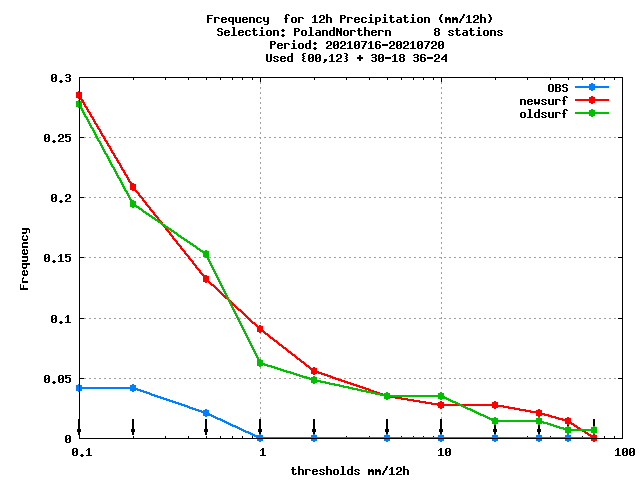 Frequency  for 12h Precipitation (mm/12h)
Selection: PolandNorthern      8 stations
Period: 20210716-20210720
Used {00,12} + 30-18 36-24
OBS
newsurf
oldsurf
0.3
0.25
0.2
0.15
0.1
0.05
0
Frequency
0.1
1
10
100
thresholds mm/12h